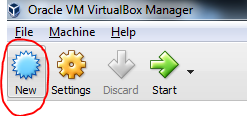 Oracle VM VirtualBox Manager
File Machine Help
New Settings Discard Start